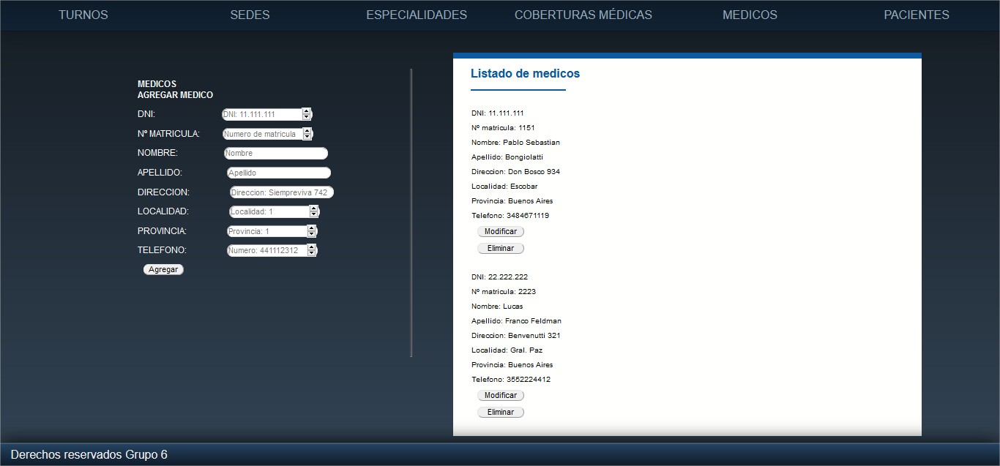 TURNOS SEDES ESPECIALIDADES COBERTURAS MÉDICAS MEDICOS PACIENTES
MEDICOS
AGREGAR MEDICO
DNI: DNI: 11.111.111
Nº MATRICULA: Numero de matricula
NOMBRE: Nombre
APELLIDO: Apellido
DIRECCION: Direccion: Siempreviva 742
LOCALIDAD: Localidad: 1
PROVINCIA: Provincia: 1
TELEFONO: Numero: 441112312
Agregar
Listado de medicos
DNI: 11.111.111
Nº matricula: 1151
Nombre: Pablo Sebastian
Apellido: Bongiolatti
Direccion: Don Bosco 934
Localidad: Escobar
Provincia: Buenos Aires
Telefono: 3484671119
Modificar
Eliminar
DNI: 22.222.222
Nº matricula: 2223
Nombre: Lucas
Apellido: Franco Feldman
Direccion: Benvenutti 321
Localidad: Gral. Paz
Provincia: Buenos Aires
Telefono: 3552224412
Modificar
Eliminar
Derechos reservados Grupo 6